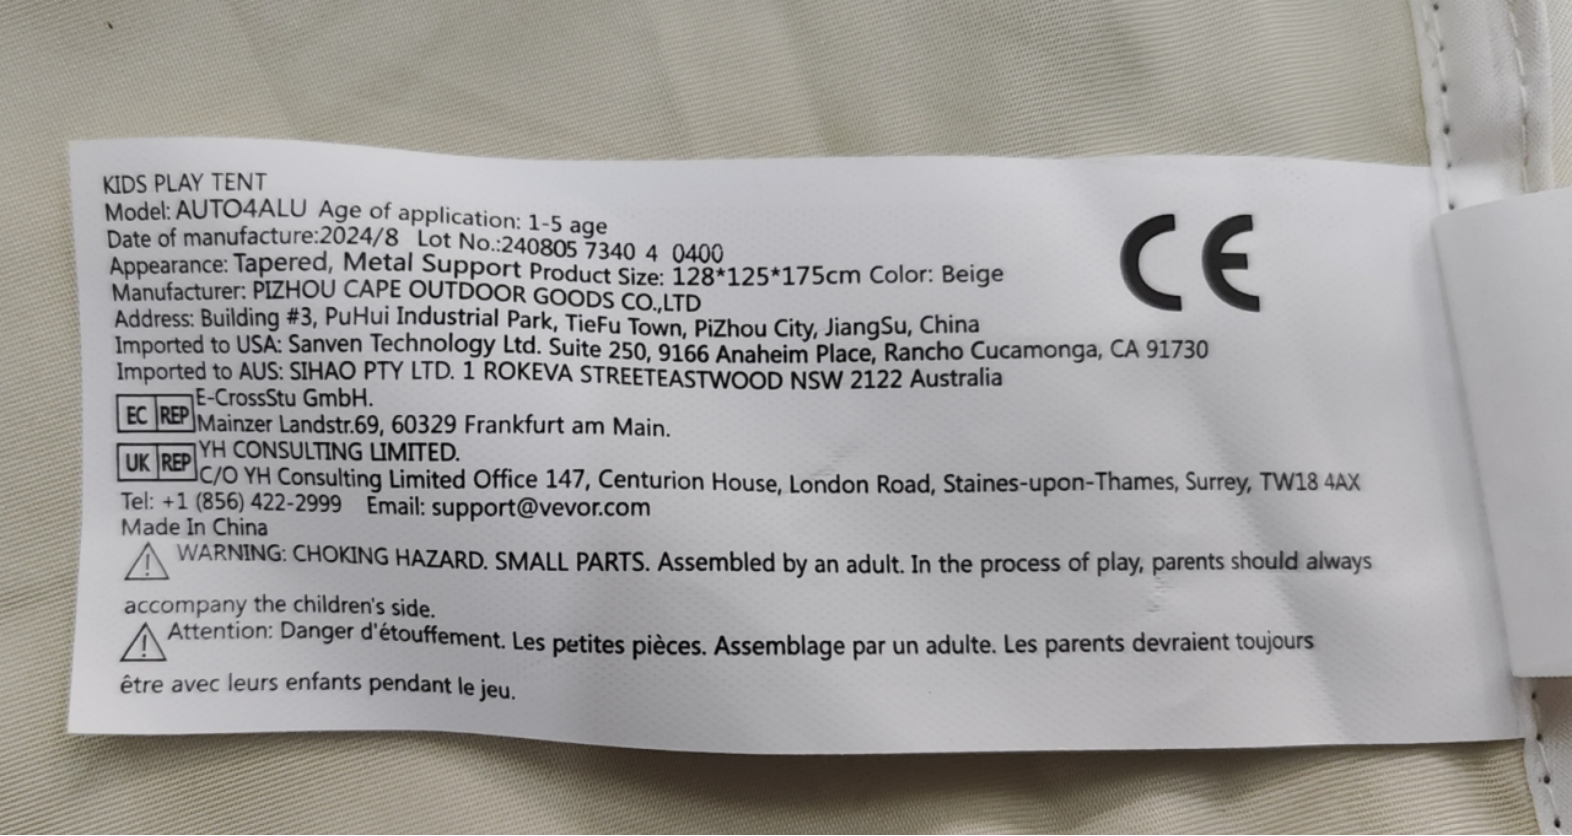 KIDS PLAY TENT
Model: AUTO4ALU Age of application: 1-5 age
Date of manufacture:2024/8 Lot No.:240805 7340 4 0400
Appearance: Tapered, Metal Support Product Size: 128*125*175cm Color: Beige
Manufacturer: PIZHOU CAPE OUTDOOR GOODS CO.,LTD
Address: Building #3, PuHui Industrial Park, TieFu Town, PiZhou City, JiangSu, China
Imported to USA: Sanven Technology Ltd. Suite 250, 9166 Anaheim Place, Rancho Cucamonga, CA 91730
Imported to AUS: SIHAO PTY LTD. 1 ROKEVA STREETEASTWOOD NSW 2122 Australia
EC REP E-CrossStu GmbH.
Mainzer Landstr.69, 60329 Frankfurt am Main.
UK REP YH CONSULTING LIMITED.
C/O YH Consulting Limited Office 147, Centurion House, London Road, Staines-upon-Thames, Surrey, TW18 4AX
Tel: +1 (856) 422-2999 Email: support@vevor.com
Made In China
WARNING: CHOKING HAZARD. SMALL PARTS. Assembled by an adult. In the process of play, parents should always
accompany the children's side.
Attention: Danger d'étouffement. Les petites pièces. Assemblage par un adulte. Les parents devraient toujours
être avec leurs enfants pendant le jeu.
CE